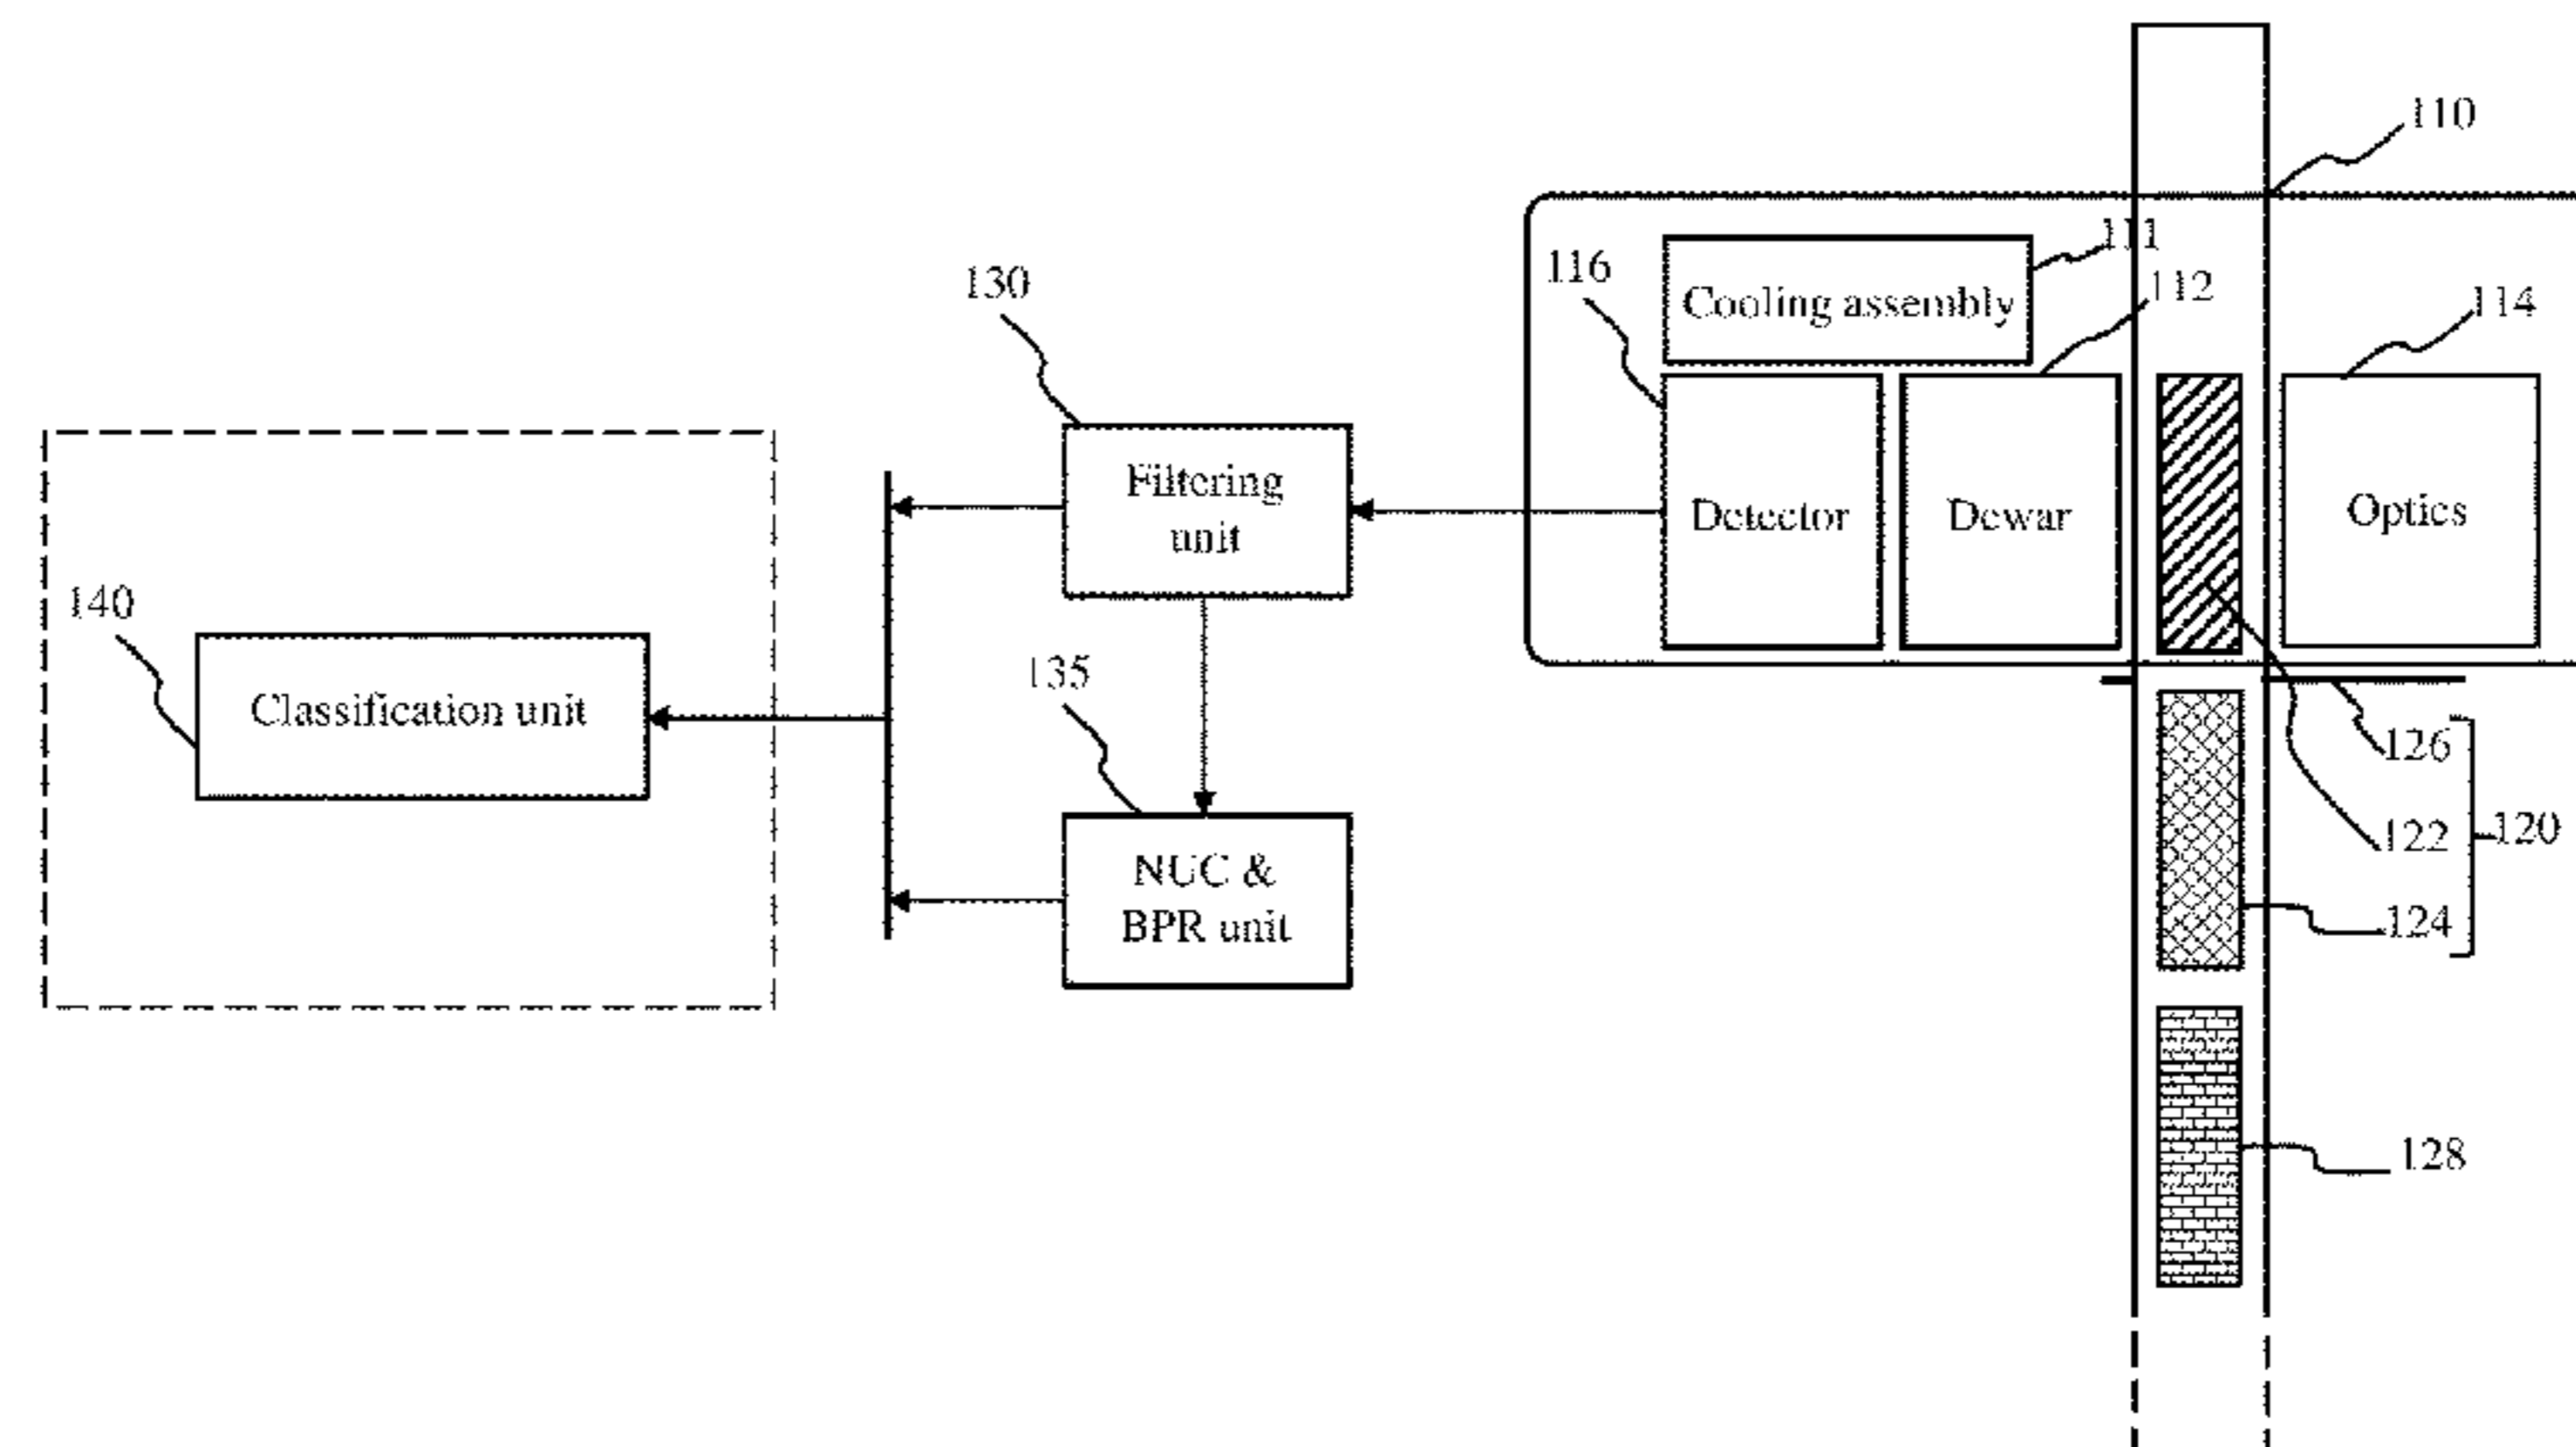 110
111
116
Cooling assembly
112
114
130
Filtering
unit
Detector
Dewar
Optics
140
Classification unit
135
NUC &
BPR unit
126
122
120
124
128